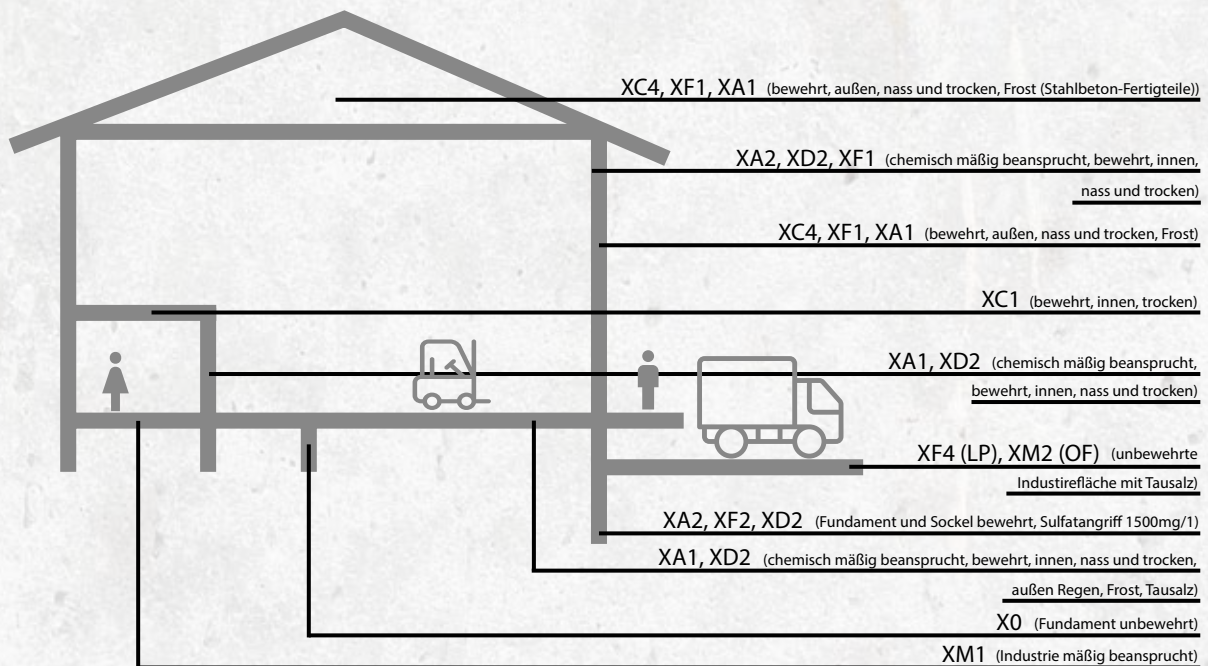 XC4, XF1, XA1 (bewehrt, außen, nass und trocken, Frost (Stahlbeton-Fertigteile))
XA2, XD2, XF1 (chemisch mäßig beansprucht, bewehrt, innen,
nass und trocken)
XC4, XF1, XA1 (bewehrt, außen, nass und trocken, Frost)
XC1 (bewehrt, innen, trocken)
XA1, XD2 (chemisch mäßig beansprucht,
bewehrt, innen, nass und trocken)
XF4 (LP), XM2 (OF) (unbewehrte
Industirefläche mit Tausalz)
XA2, XF2, XD2 (Fundament und Sockel bewehrt, Sulfatangriff 1500mg/1)
XA1, XD2 (chemisch mäßig beansprucht, bewehrt, innen, nass und trocken,
außen Regen, Frost, Tausalz)
X0 (Fundament unbewehrt)
XM1 (Industrie mäßig beansprucht)